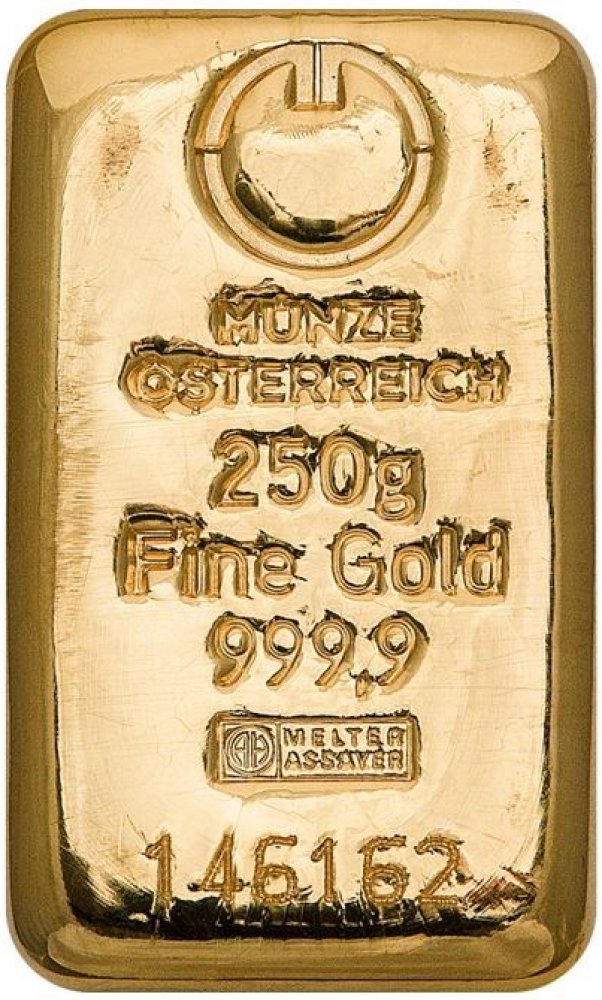 MÜNZE
ÖSTERREICH
250g
Fine Gold
999,9
MELTER
ASSAYER
146162